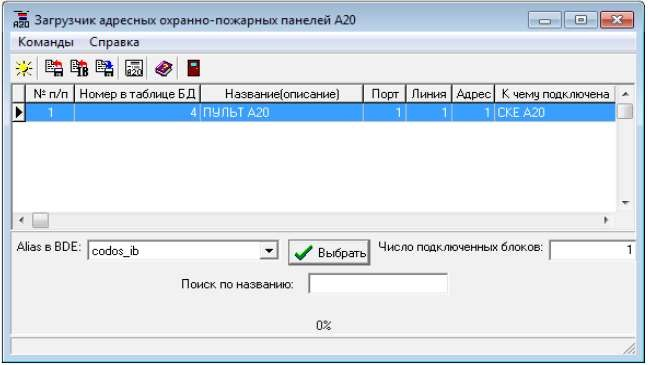 Загрузчик адресных охранно-пожарных панелей А20
Команды Справка
№ п/п Номер в таблице БД Название(описание) Порт Линия Адрес К чему подключена
1 4 ПУЛЬТ А20 1 1 1 СКЕ А20
Alias в BDE: codos_ib Выбрать Число подключенных блоков: 1
Поиск по названию:
0%